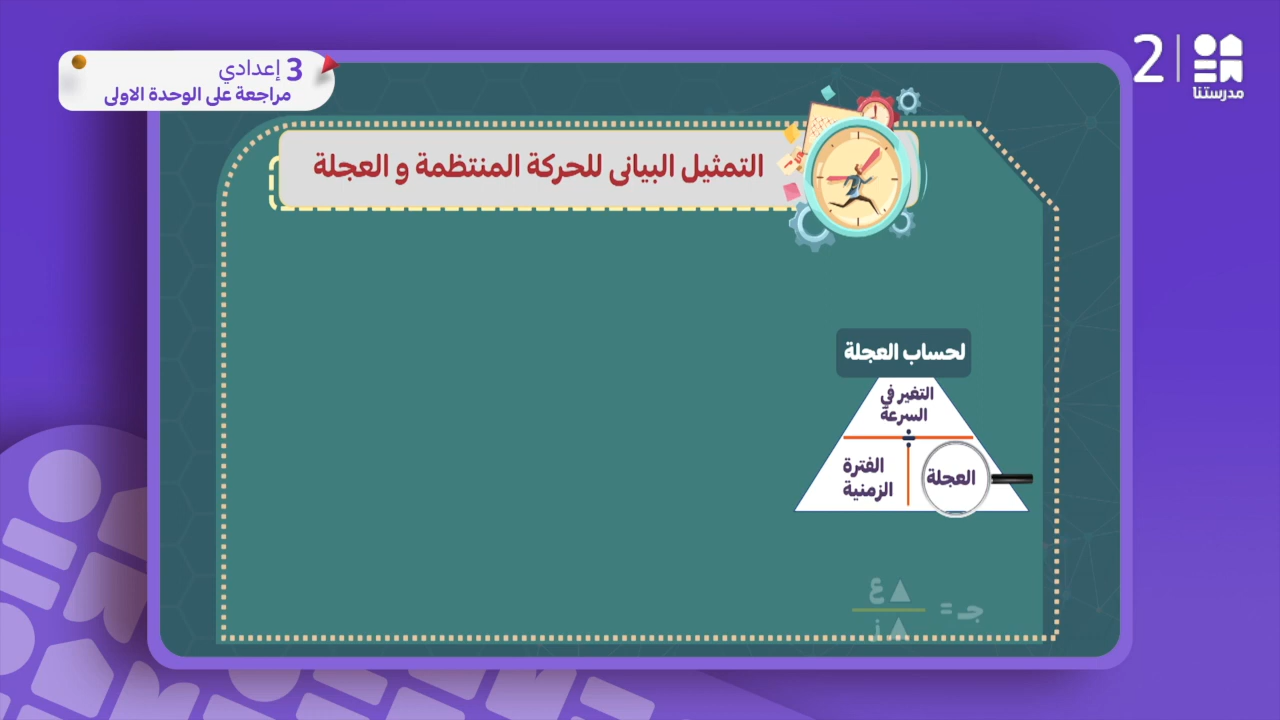 3 إعدادي
مراجعة على الوحدة الاولى
2
مدرستنا
التمثيل البيانى للحركة المنتظمة و العجلة
لحساب العجلة
التغير في
السرعة
العجلة
الفترة
الزمنية
جـ = ▲ ع
▲ ز